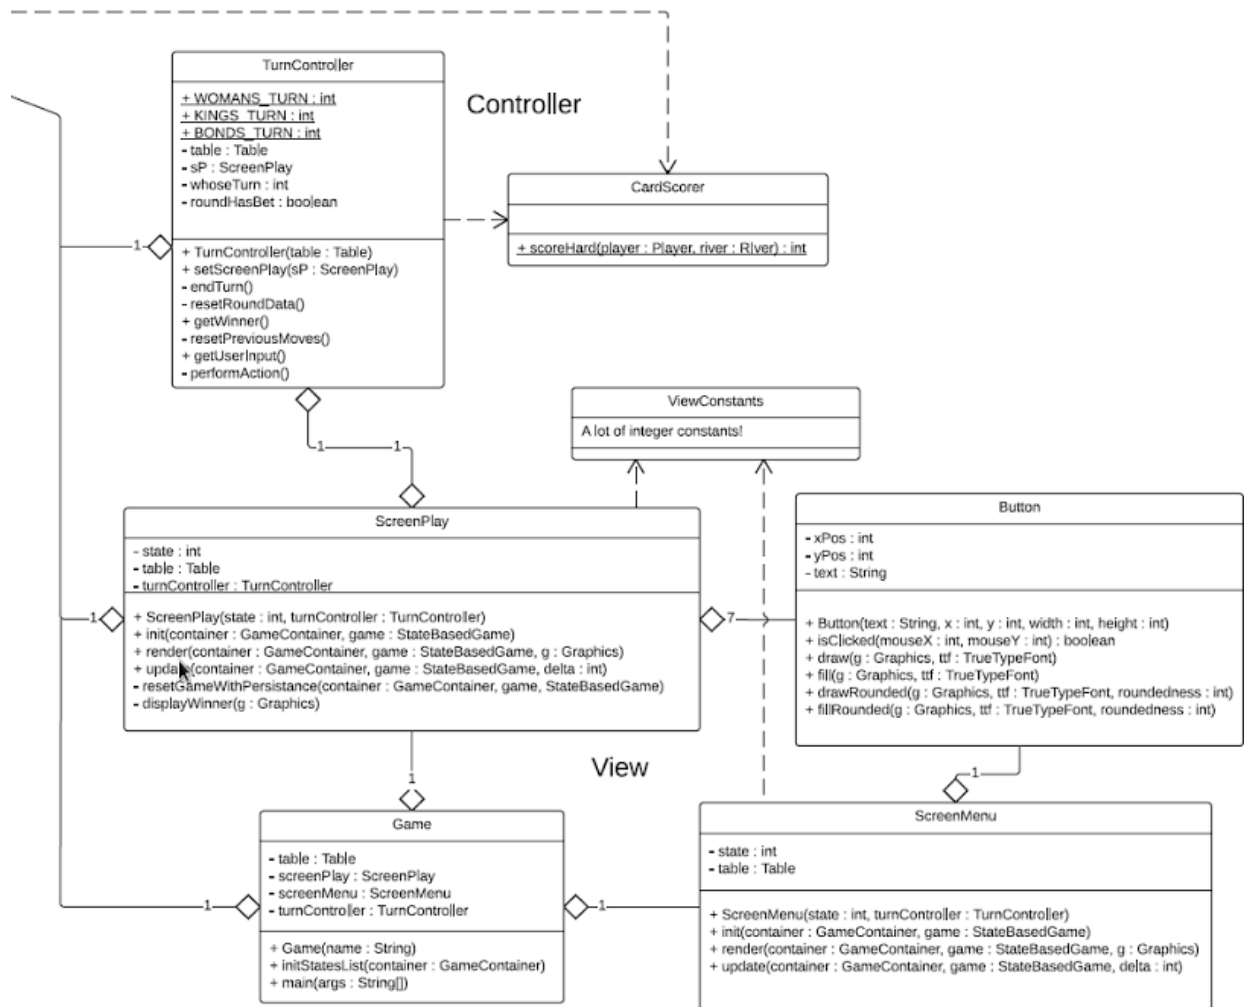 TurnController
+ WOMANS_TURN : int
+ KINGS_TURN : int
+ BONDS_TURN : int
- table : Table
- sP : ScreenPlay
- whoseTurn : int
- roundHasBet : boolean
+ TurnController(table : Table)
+ setScreenPlay(sP : ScreenPlay)
- endTurn()
- resetRoundData()
+ getWinner()
- resetPreviousMoves()
+ getUserInput()
- performAction()
1
Controller
CardScorer
+ scoreHard(player : Player, river : River) : int
ViewConstants
A lot of integer constants!
1
1
ScreenPlay
- state : int
- table : Table
- turnController : TurnController
+ ScreenPlay(state : int, turnController : TurnController)
+ init(container : GameContainer, game : StateBasedGame)
+ render(container : GameContainer, game : StateBasedGame, g : Graphics)
+ update(container : GameContainer, game : StateBasedGame, delta : int)
- resetGameWithPersistance(container : GameContainer, game, StateBasedGame)
- displayWinner(g : Graphics)
1
7
Button
- xPos : int
- yPos : int
- text : String
+ Button(text : String, x : int, y : int, width : int, height : int)
+ isClicked(mouseX : int, mouseY : int) : boolean
+ draw(g : Graphics, ttf : TrueTypeFont)
+ fill(g : Graphics, ttf : TrueTypeFont)
+ drawRounded(g : Graphics, ttf : TrueTypeFont, roundedness : int)
+ fillRounded(g : Graphics, ttf : TrueTypeFont, roundness : int)
View
1
1
Game
- table : Table
- screenPlay : ScreenPlay
- screenMenu : ScreenMenu
- turnController : TurnController
+ Game(name : String)
+ initStatesList(container : GameContainer)
+ main(args : String[])
1
1
ScreenMenu
- state : int
- table : Table
+ ScreenMenu(state : int, turnController : TurnController)
+ init(container : GameContainer, game : StateBasedGame)
+ render(container : GameContainer, game : StateBasedGame, g : Graphics)
+ update(container : GameContainer, game : StateBasedGame, delta : int)